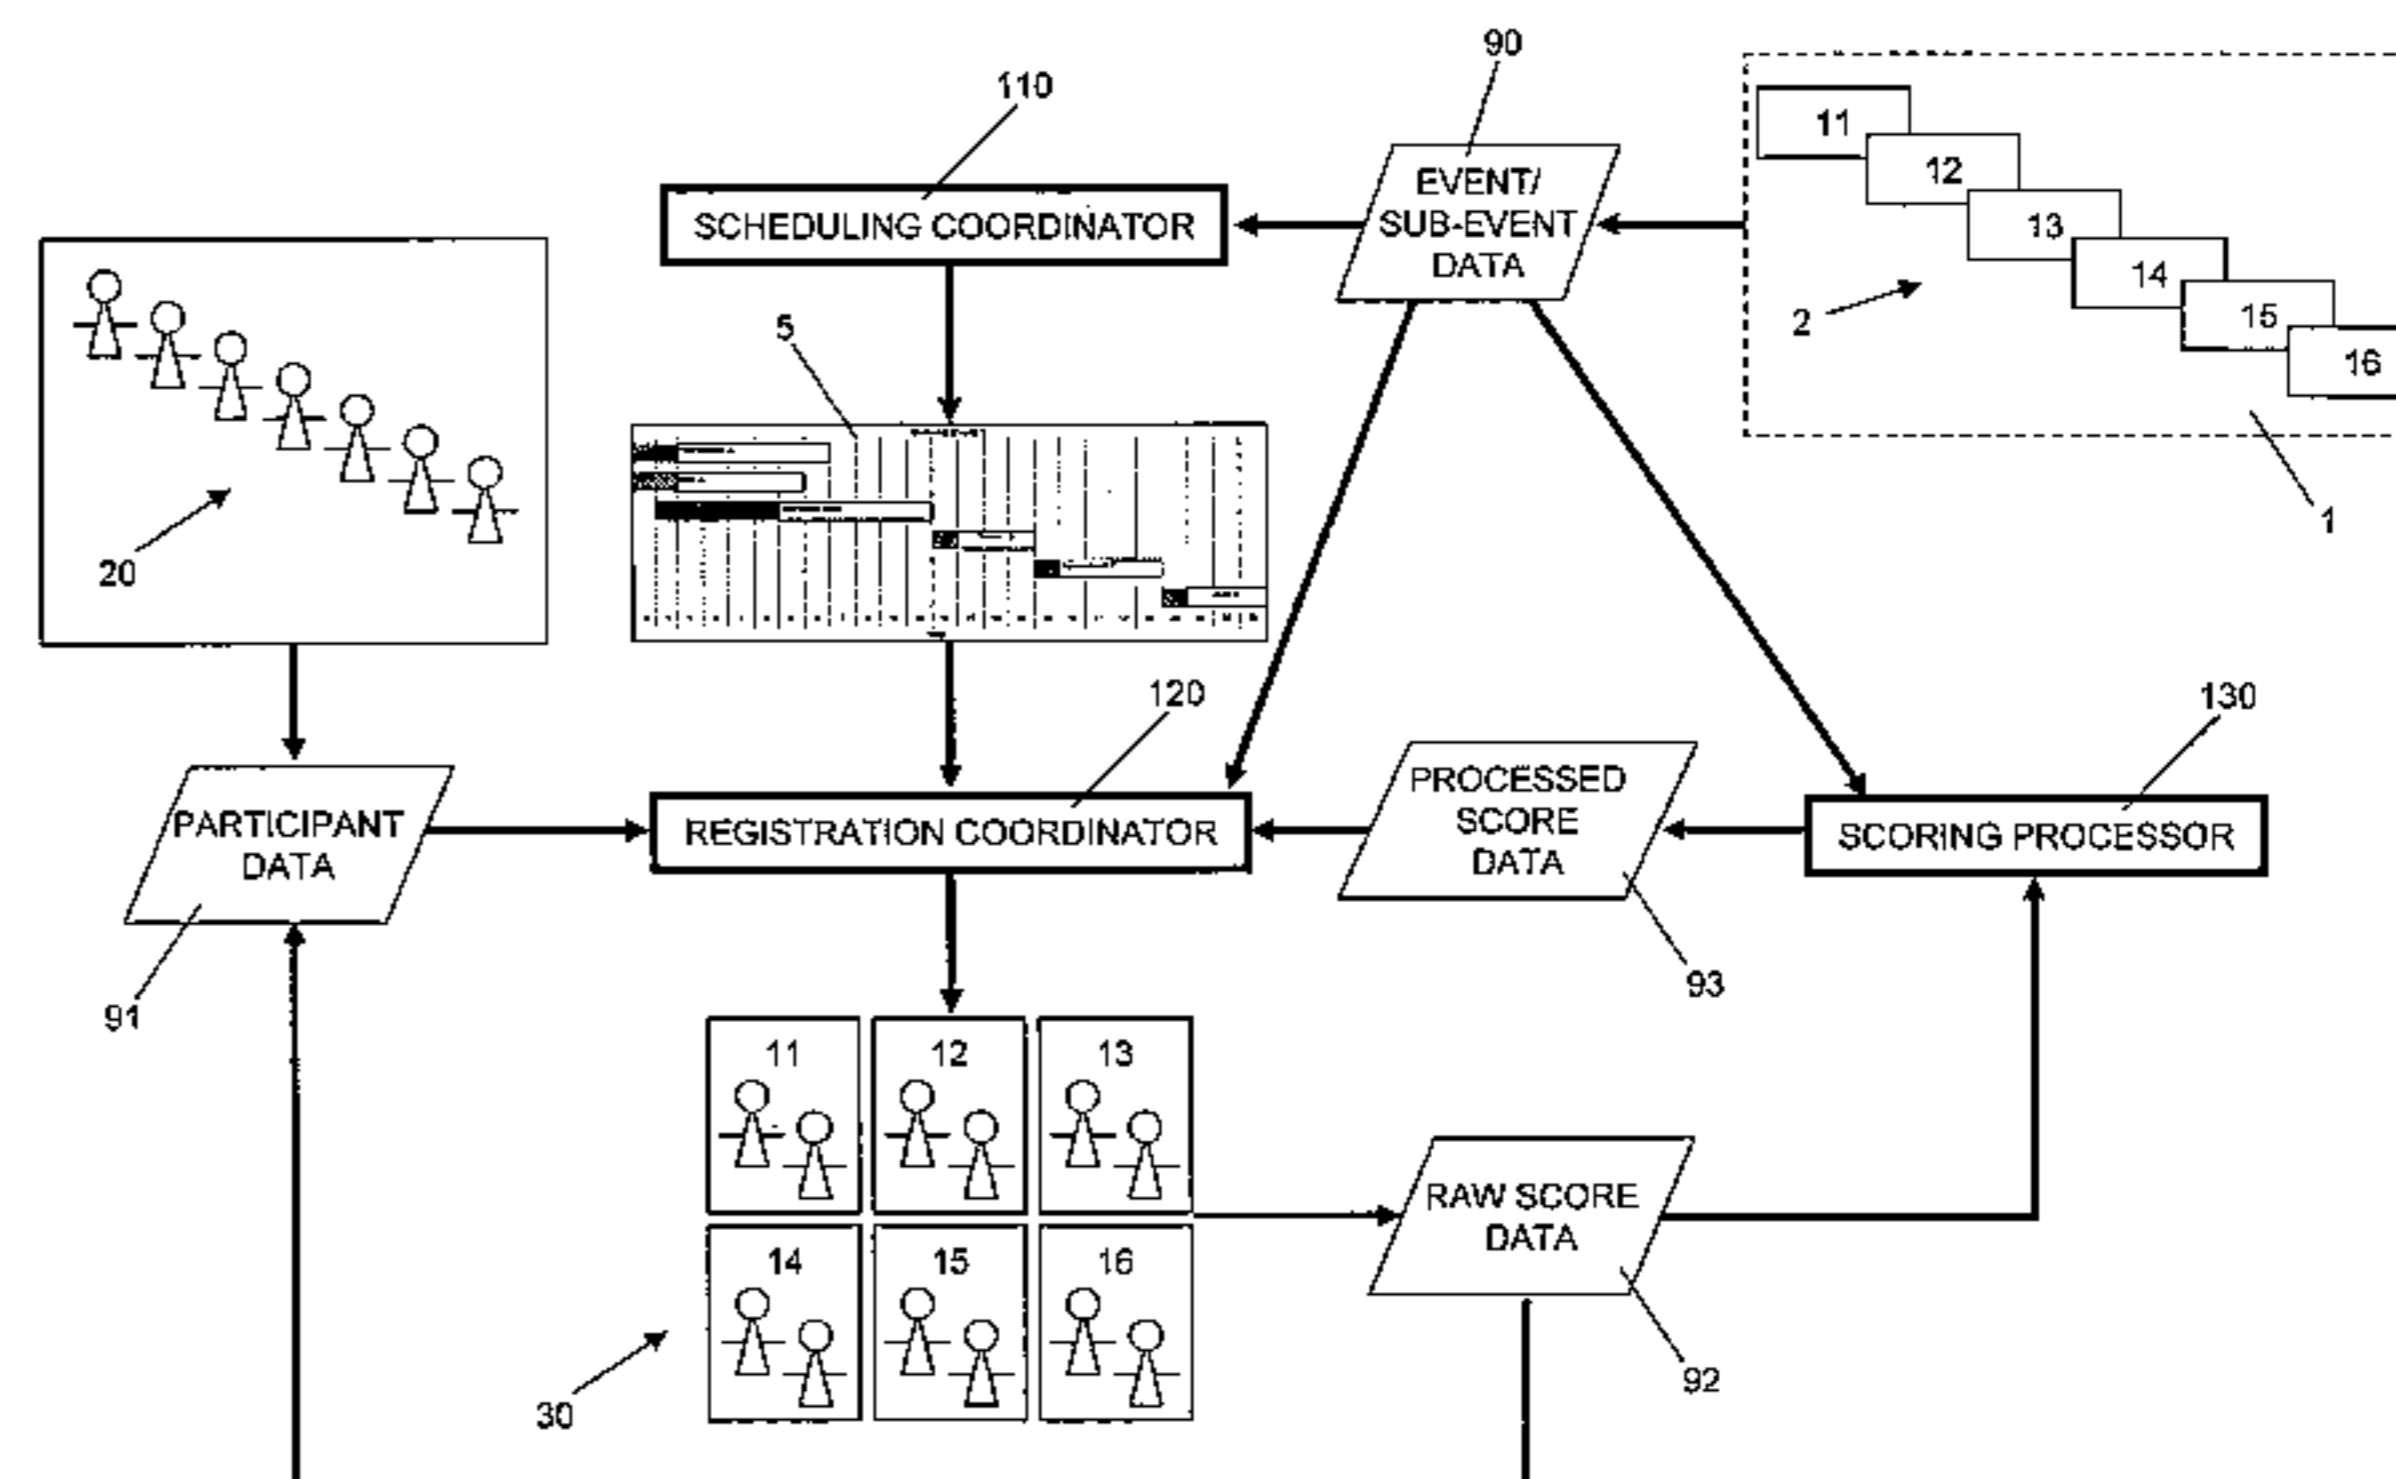 90
110
11
EVENT/
SUB-EVENT
DATA
12
SCHEDULING COORDINATOR
13
14
2
15
16
5
20
1
120
130
PARTICIPANT
DATA
REGISTRATION COORDINATOR
PROCESSED
SCORE
DATA
SCORING PROCESSOR
91
93
11
12
13
RAW SCORE
DATA
14
15
16
92
30